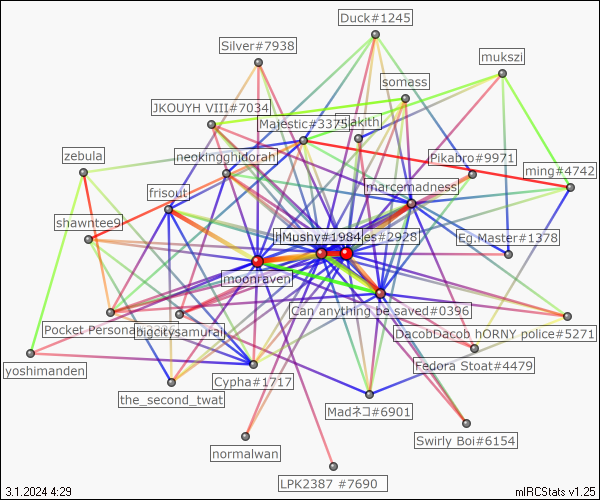 Duck#1245
Silver#7938
mukszi
somass
JKOUYH VIII#7034
Majestic#3375
zebula
neokingghidorah
Pikabro#9971
ming#4742
frisout
marcemadness
shawntee9
Mushy#1984
#2928
Eg.Master#1378
moonraven
Can anything be saved#0396
Pocket Persona
bigcitysamurai
DacobDacob hORNY police#5271
yoshimanden
Cypha#1717
Fedora Stoat#4479
the_second_twat
Madネコ#6901
Swirly Boi#6154
normalwan
LPK2387 #7690
3.1.2024 4:29
mIRCStats v1.25